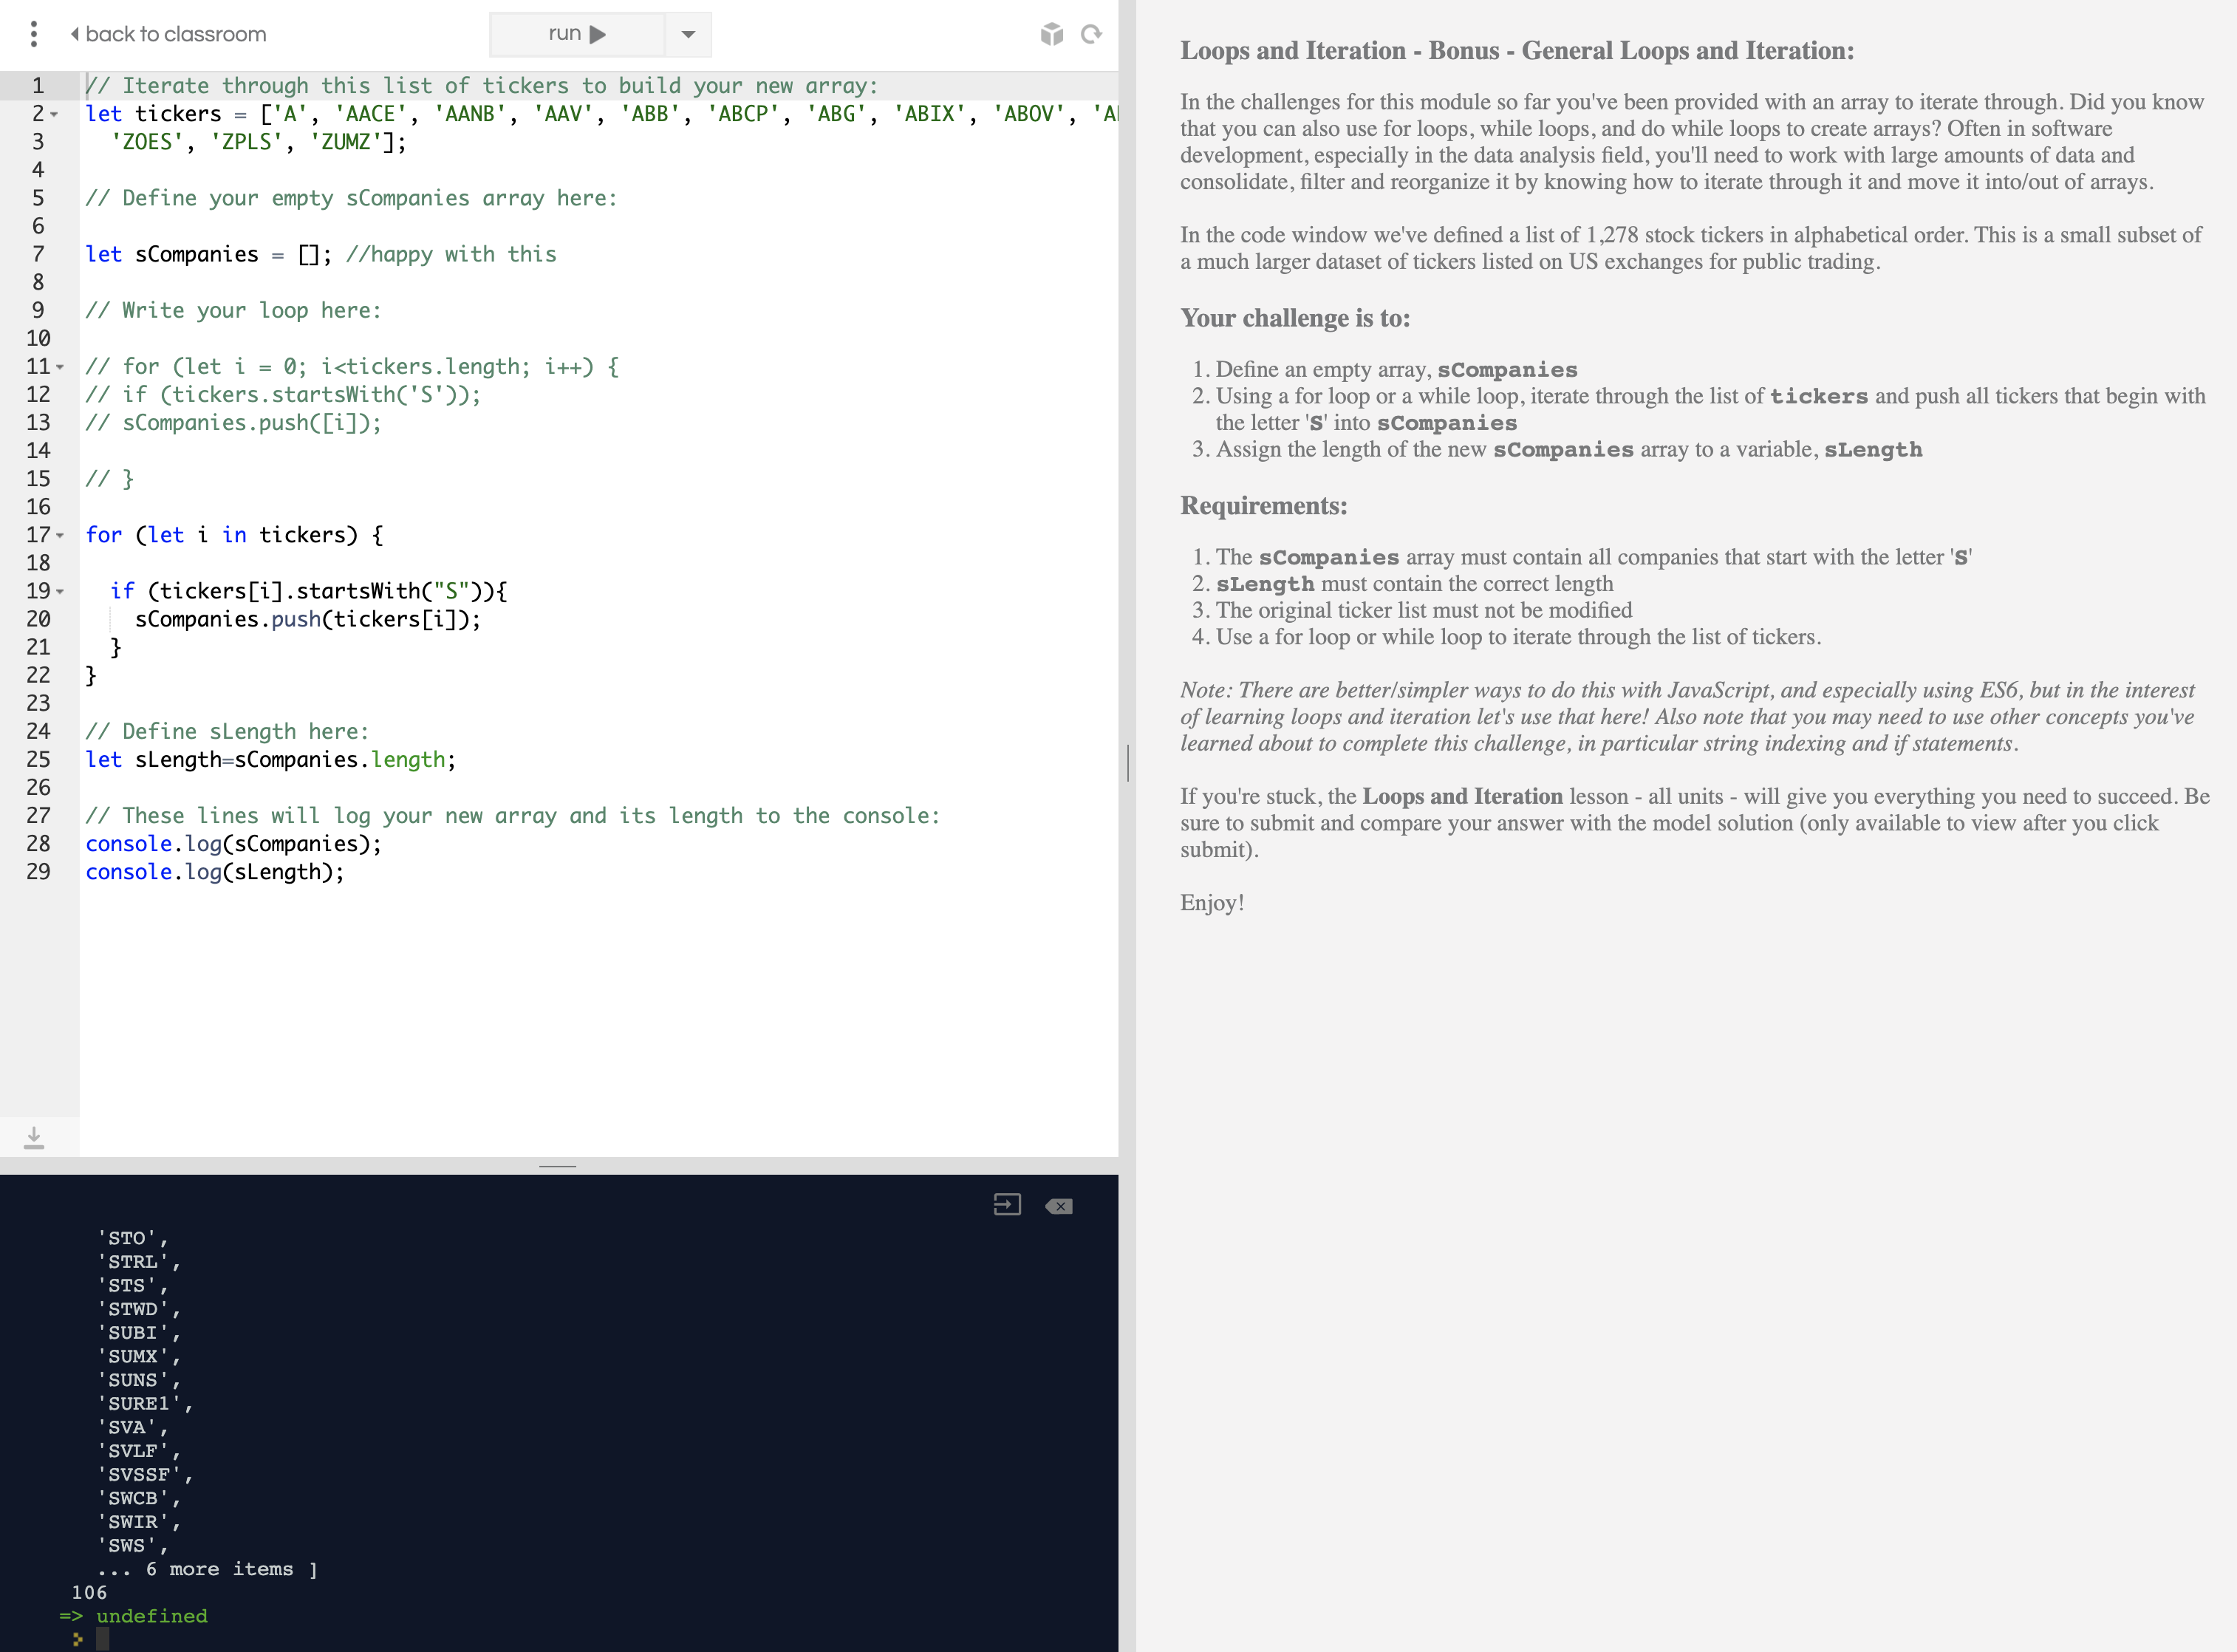 back to classroom
run
1 // Iterate through this list of tickers to build your new array:
2 let tickers = ['A', 'AACE', 'AANB', 'AAV', 'ABB', 'ABCP', 'ABG', 'ABIX', 'ABOV',
3 'ZOES', 'ZPLS', 'ZUMZ'];
4
5 // Define your empty sCompanies array here:
6
7 let sCompanies = []; //happy with this
8
9 // Write your loop here:
10
11 // for (let i = 0; i<tickers.length; i++) {
12 // if (tickers.startsWith('S'));
13 // sCompanies.push([i]);
14
15 // }
16
17 for (let i in tickers) {
18
19 if (tickers[i].startsWith("S")){
20 sCompanies.push(tickers[i]);
21 }
22 }
23
24 // Define sLength here:
25 let sLength=sCompanies.length;
26
27 // These lines will log your new array and its length to the console:
28 console.log(sCompanies);
29 console.log(sLength);
'STO',
'STRL',
'STS',
'STWD',
'SUBI',
'SUMX',
'SUNS',
'SURE1',
'SVA',
'SVLF',
'SVSSF',
'SWCB',
'SWIR',
'SWS',
... 6 more items ]
106
=> undefined
Loops and Iteration - Bonus - General Loops and Iteration:
In the challenges for this module so far you've been provided with an array to iterate through. Did you know
that you can also use for loops, while loops, and do while loops to create arrays? Often in software
development, especially in the data analysis field, you'll need to work with large amounts of data and
consolidate, filter and reorganize it by knowing how to iterate through it and move it into/out of arrays.
In the code window we've defined a list of 1,278 stock tickers in alphabetical order. This is a small subset of
a much larger dataset of tickers listed on US exchanges for public trading.
Your challenge is to:
1. Define an empty array, sCompanies
2. Using a for loop or a while loop, iterate through the list of tickers and push all tickers that begin with
the letter 'S' into sCompanies
3. Assign the length of the new sCompanies array to a variable, sLength
Requirements:
1. The sCompanies array must contain all companies that start with the letter 'S'
2. sLength must contain the correct length
3. The original ticker list must not be modified
4. Use a for loop or while loop to iterate through the list of tickers.
Note: There are better/simpler ways to do this with JavaScript, and especially using ES6, but in the interest
of learning loops and iteration let's use that here! Also note that you may need to use other concepts you've
learned about to complete this challenge, in particular string indexing and if statements.
If you're stuck, the Loops and Iteration lesson - all units - will give you everything you need to succeed. Be
sure to submit and compare your answer with the model solution (only available to view after you click
submit).
Enjoy!